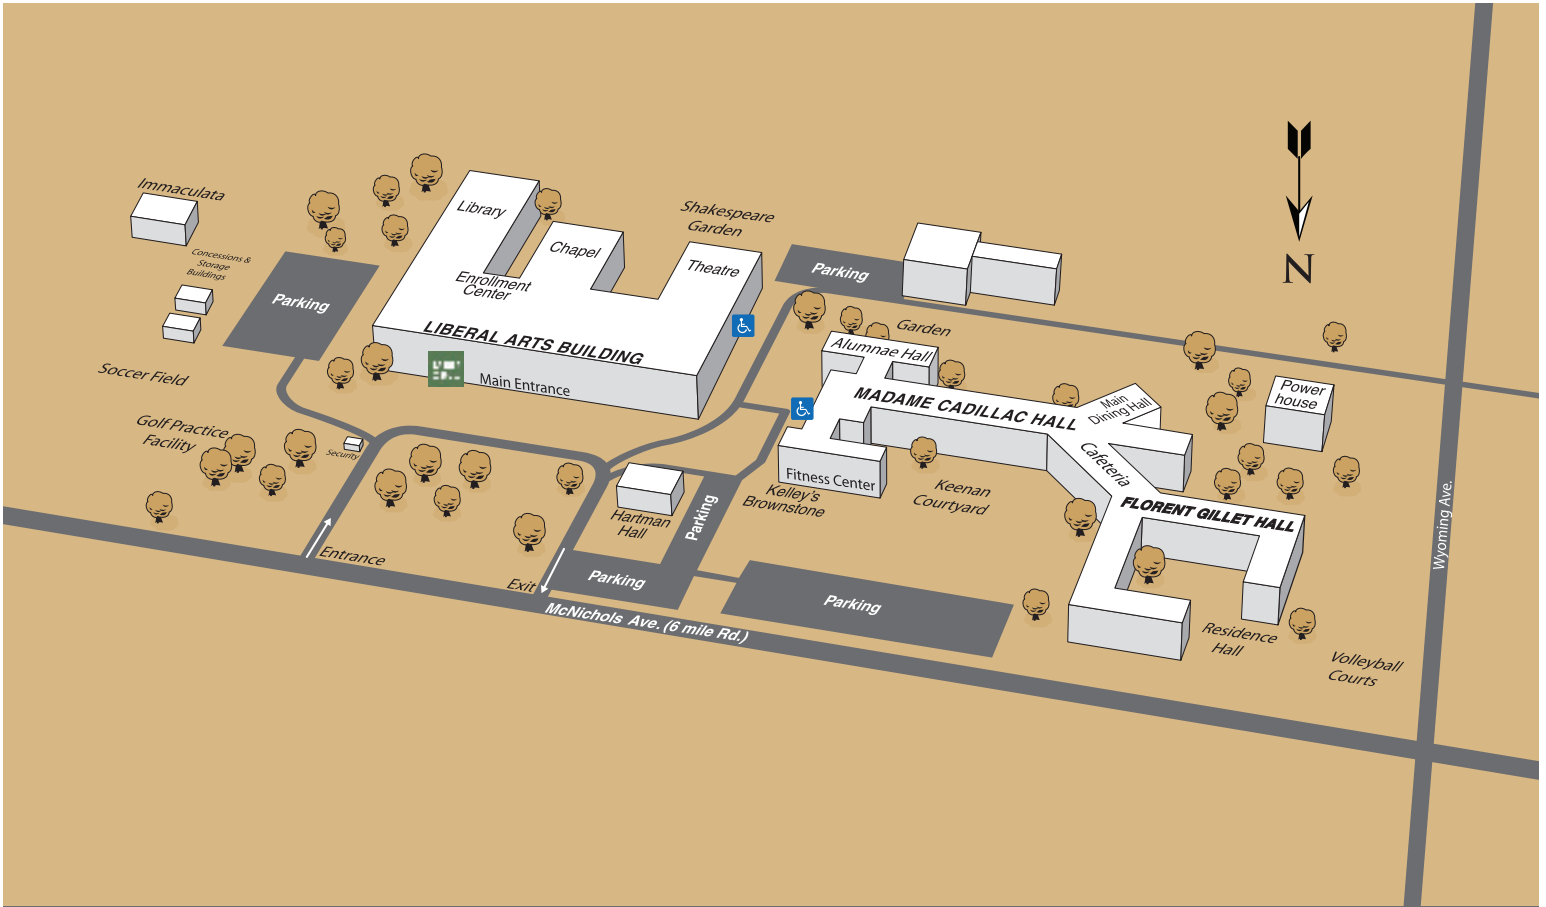 Immaculata
Concessions &
Storage
Buildings
Parking
Soccer Field
Golf Practice
Facility
Security
Library
Chapel
Theatre
Enrollment
Center
LIBERAL ARTS BUILDING
Main Entrance
Shakespeare
Garden
Parking
Garden
Alumnae Hall
MADAME CADILLAC HALL
Main
Dining Hall
Cafeteria
Power
house
N
Fitness Center
Kelley's
Brownstone
Keenan
Courtyard
FLORENT GILLET HALL
Hartman
Hall
Parking
Parking
Parking
Entrance
Exit
McNichols Ave. (6 mile Rd.)
Residence
Hall
Volleyball
Courts
Wyoming Ave.